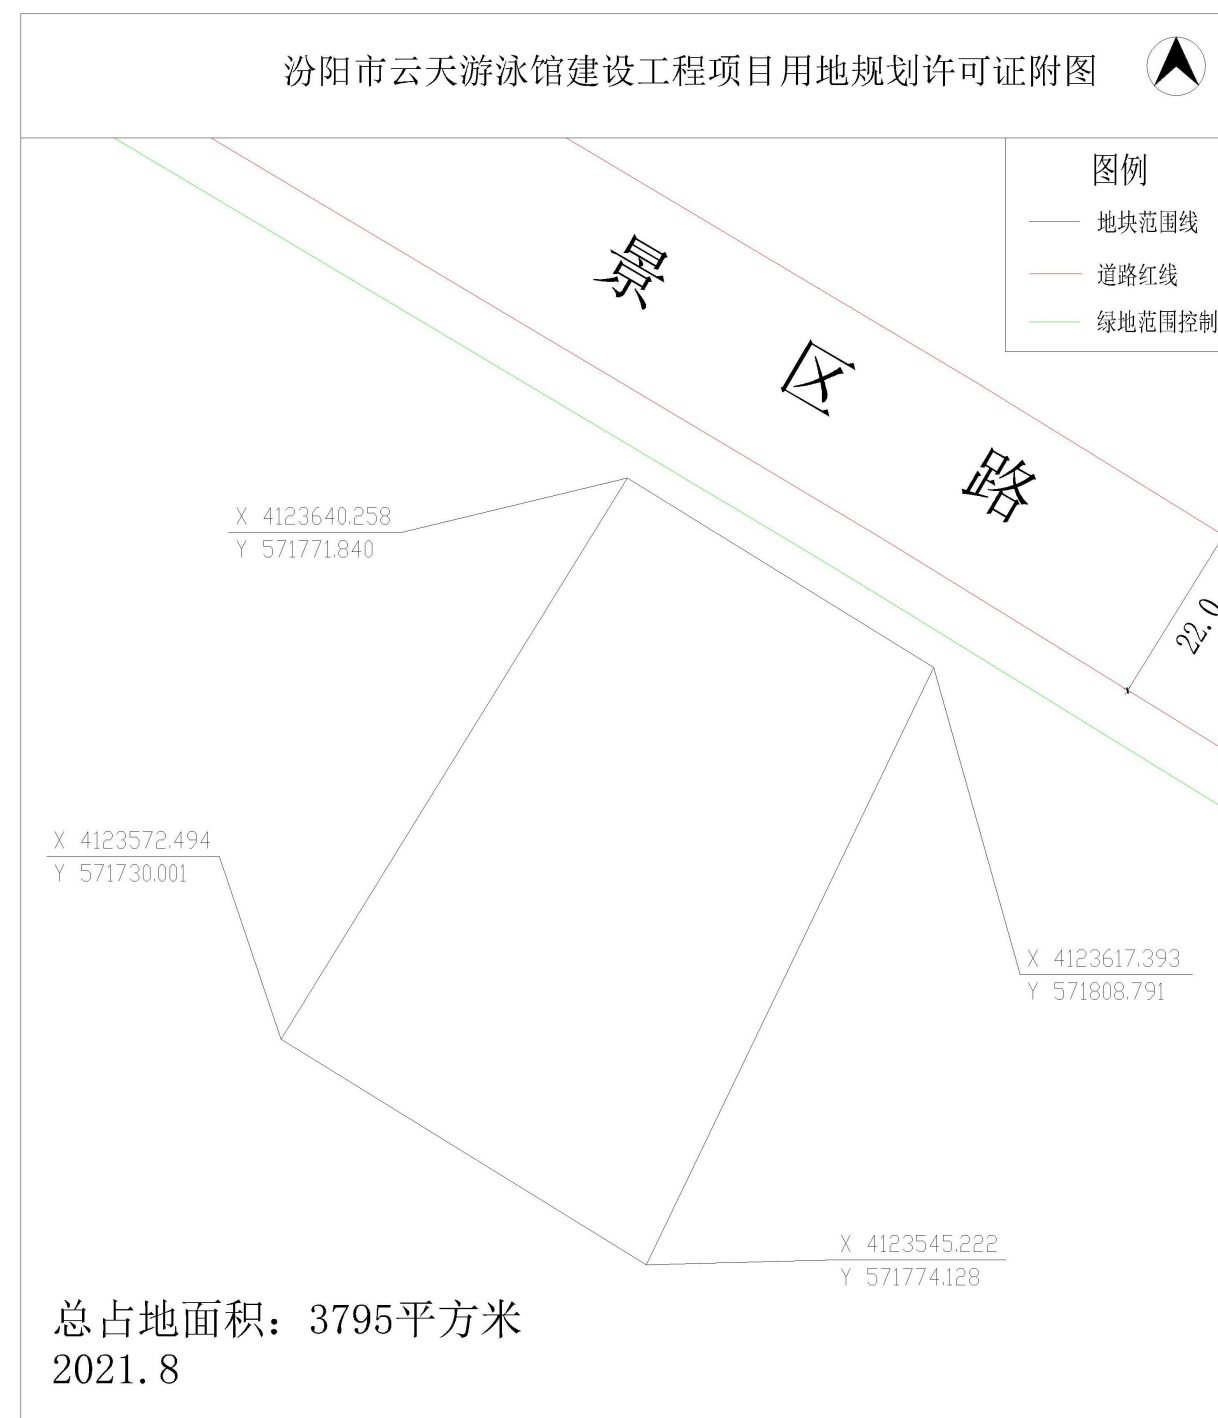 汾阳市云天游泳馆建设工程项目用地规划许可证附图
图例
地块范围线
道路红线
绿地范围控制
景
区
路
22.0
X 4123640.258
Y 571771.840
X 4123572.494
Y 571730.001
X 4123617.393
Y 571808.791
X 4123545.222
Y 571774.128
总占地面积：3795平方米
2021.8